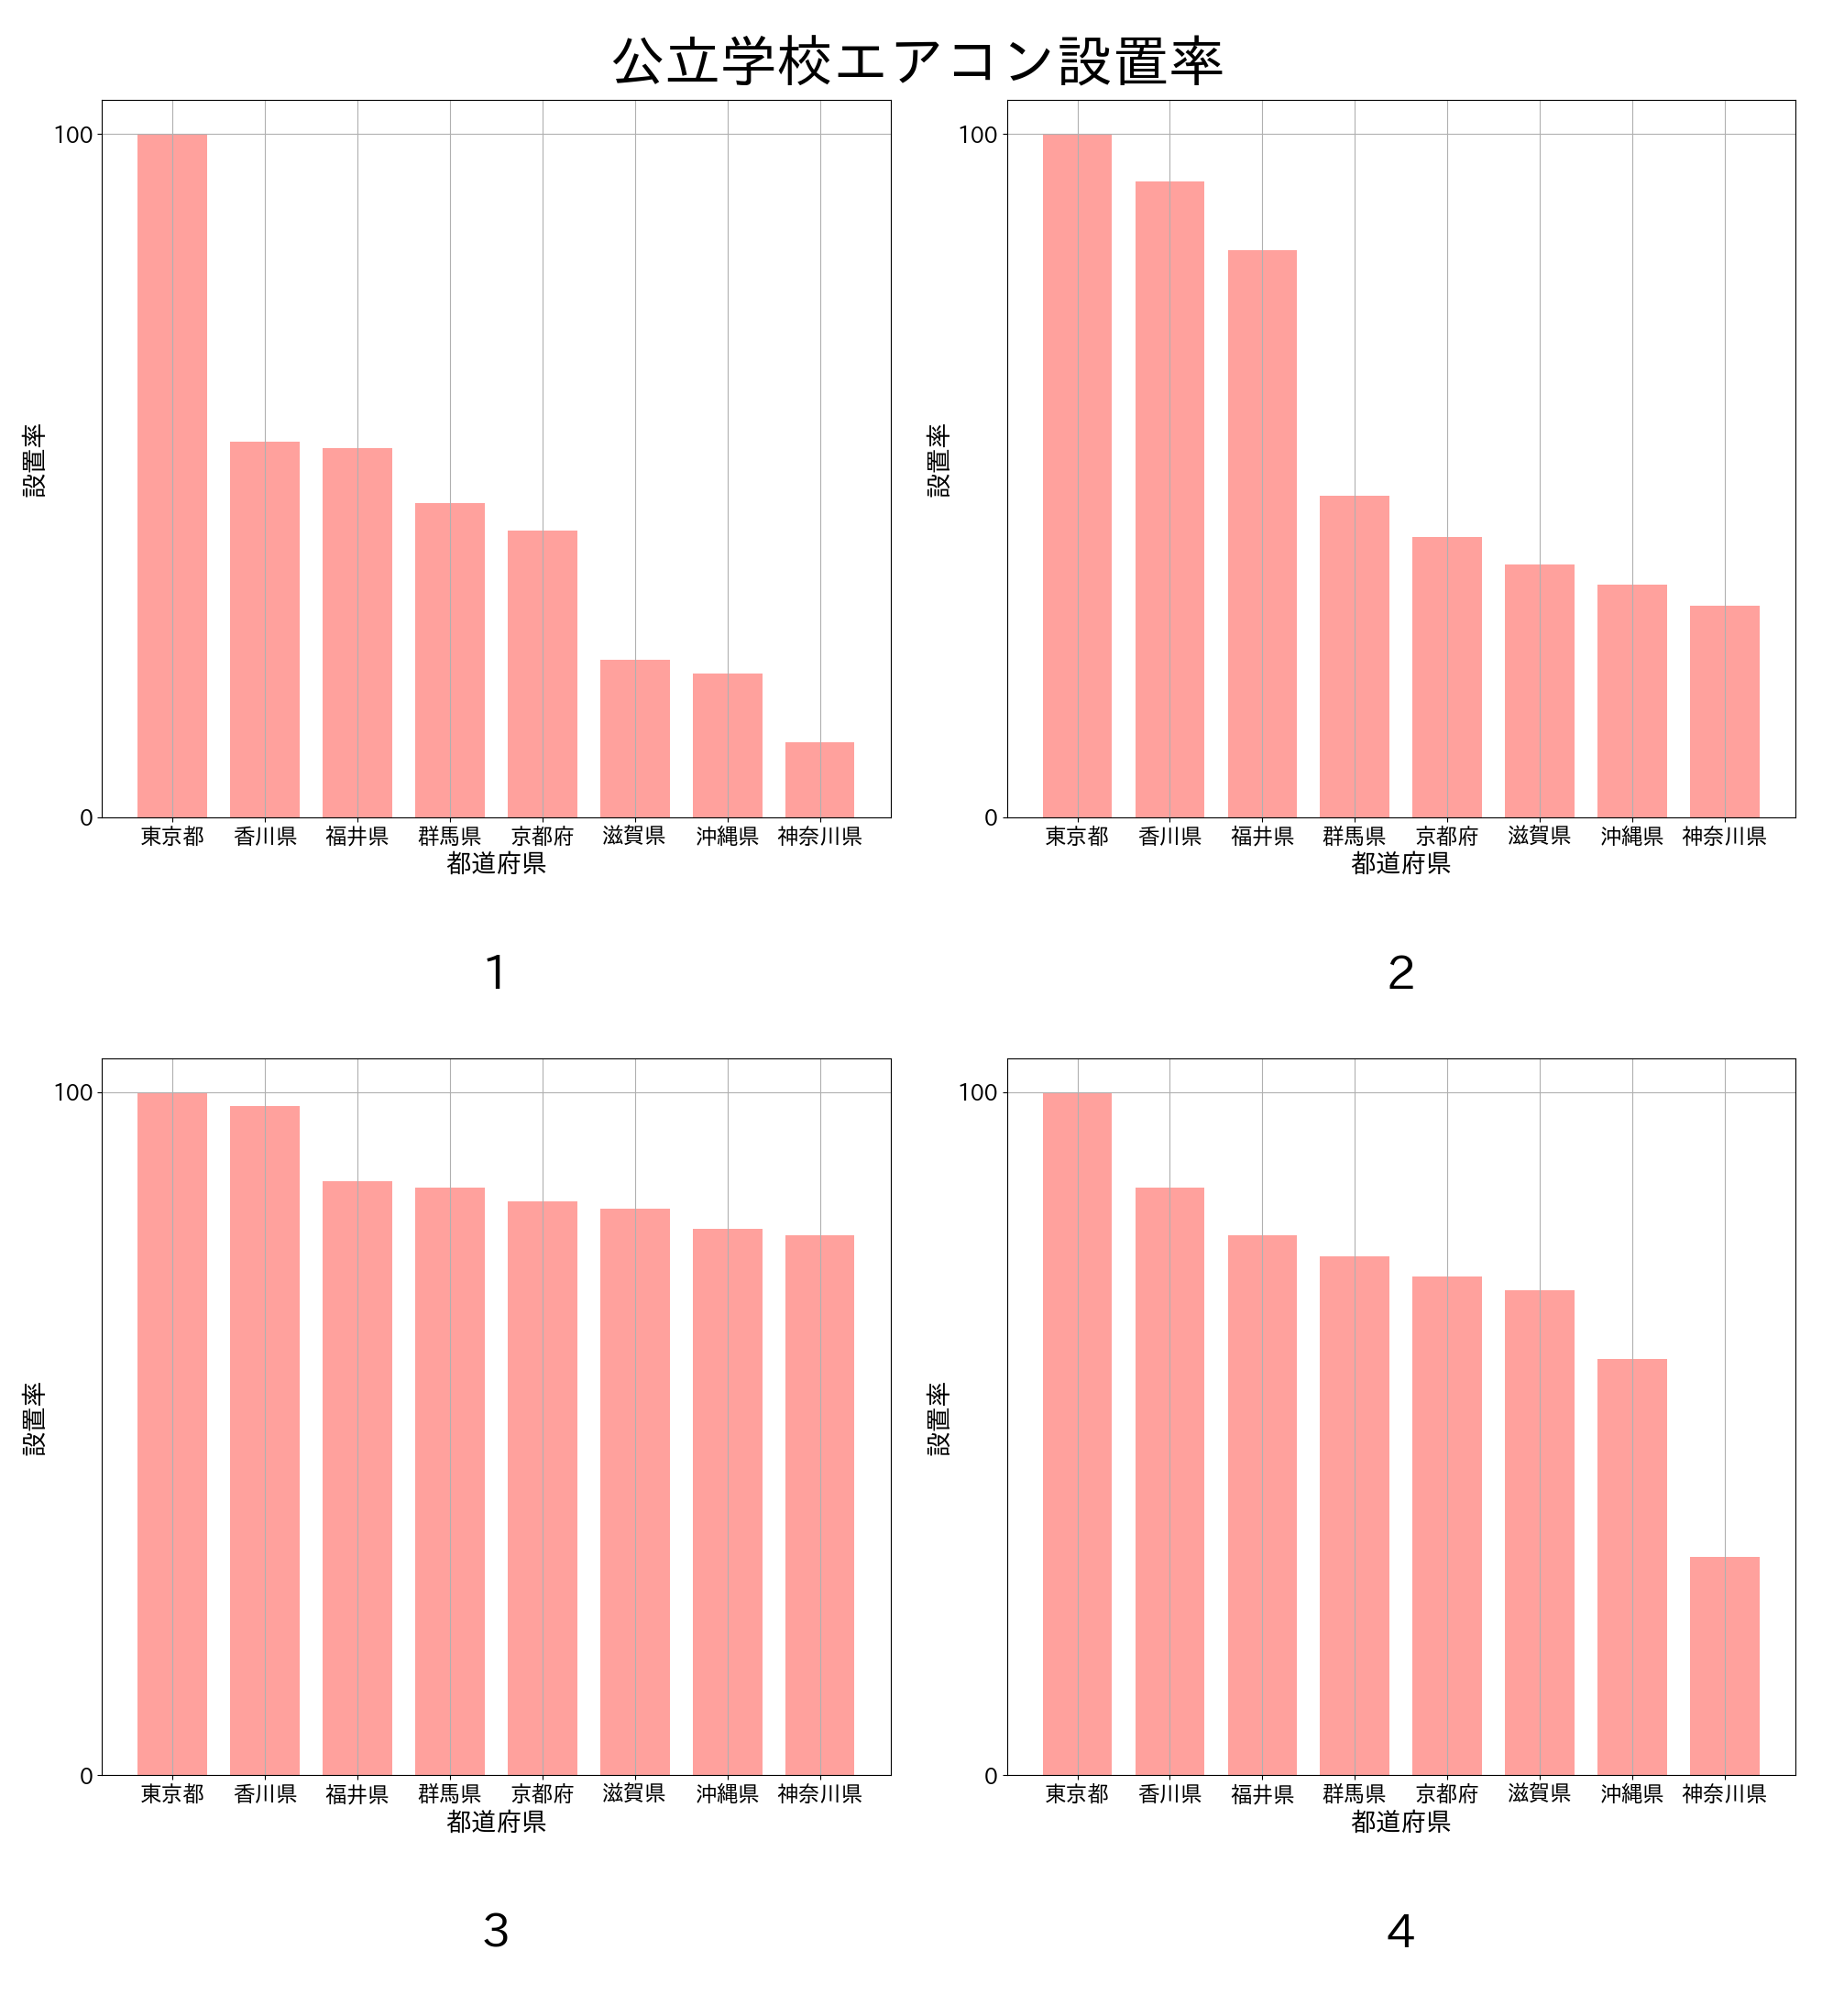 公立学校エアコン設置率
100
0
設置率
東京都 香川県 福井県 群馬県 京都府 滋賀県 沖縄県 神奈川県
都道府県
1
100
0
設置率
東京都 香川県 福井県 群馬県 京都府 滋賀県 沖縄県 神奈川県
都道府県
2
100
0
設置率
東京都 香川県 福井県 群馬県 京都府 滋賀県 沖縄県 神奈川県
都道府県
3
100
0
設置率
東京都 香川県 福井県 群馬県 京都府 滋賀県 沖縄県 神奈川県
都道府県
4